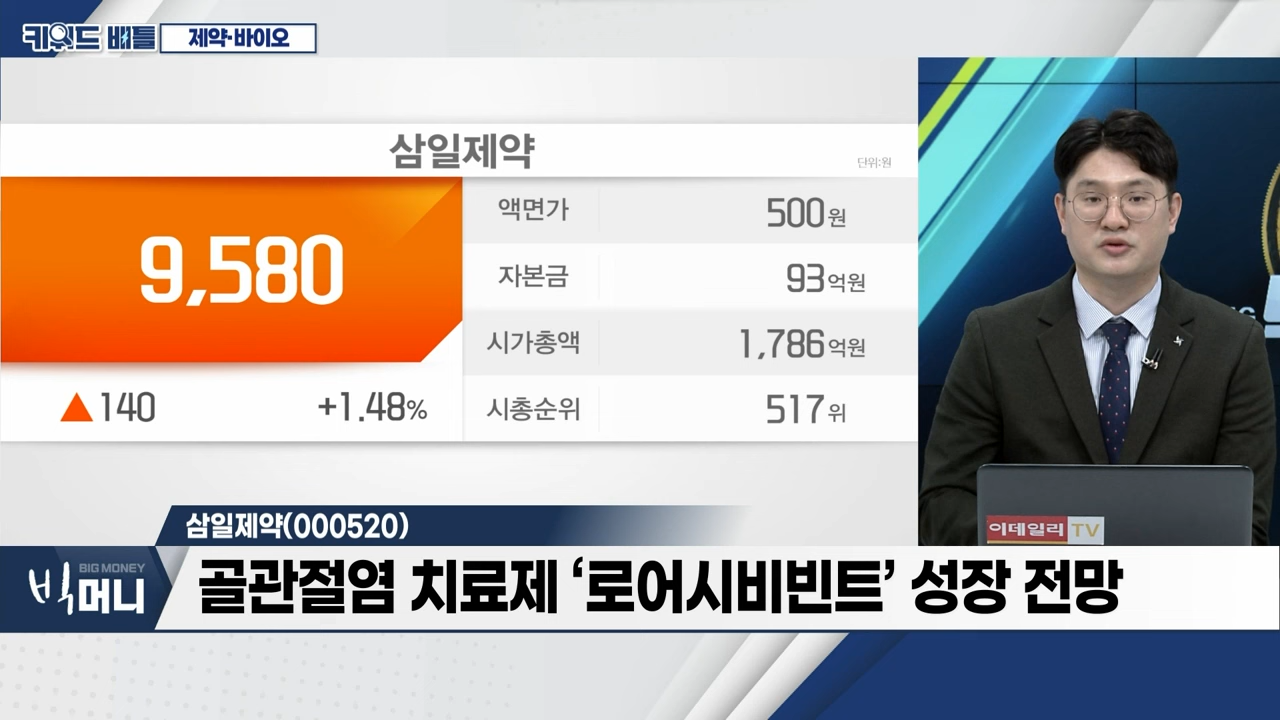 키워드 배틀
제약·바이오
삼일제약
단위:원
9,580
▲140 +1.48%
액면가 500원
자본금 93억원
시가총액 1,786억원
시총순위 517위
이데일리 TV
삼일제약(000520)
BIG MONEY
빅머니
골관절염 치료제 ‘로어시비빈트’ 성장 전망